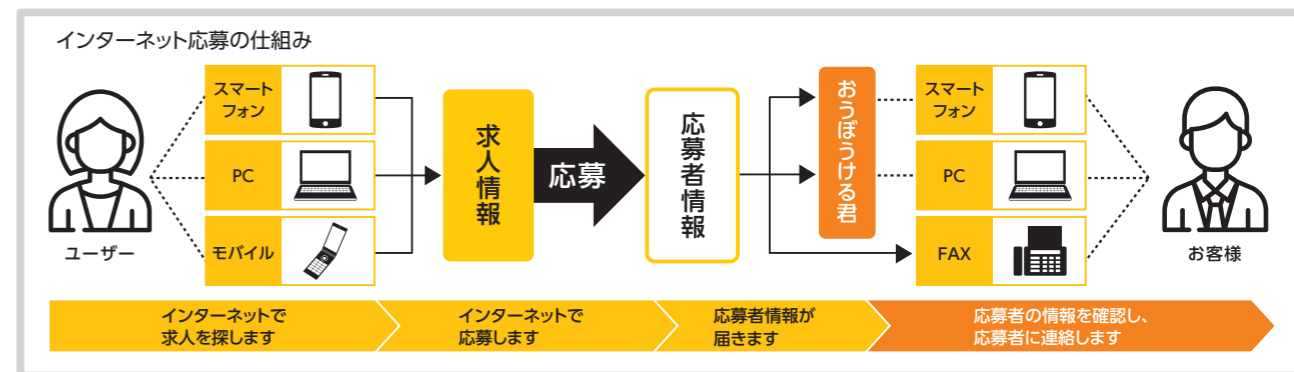 インターネット応募の仕組み
スマート
フォン
PC
モバイル
ユーザー
求人情報
応募
応募者情報
おうぼうける君
スマート
フォン
PC
FAX
お客様
インターネットで
求人を探します
インターネットで
応募します
応募者情報が
届きます
応募者の情報を確認し、
応募者に連絡します